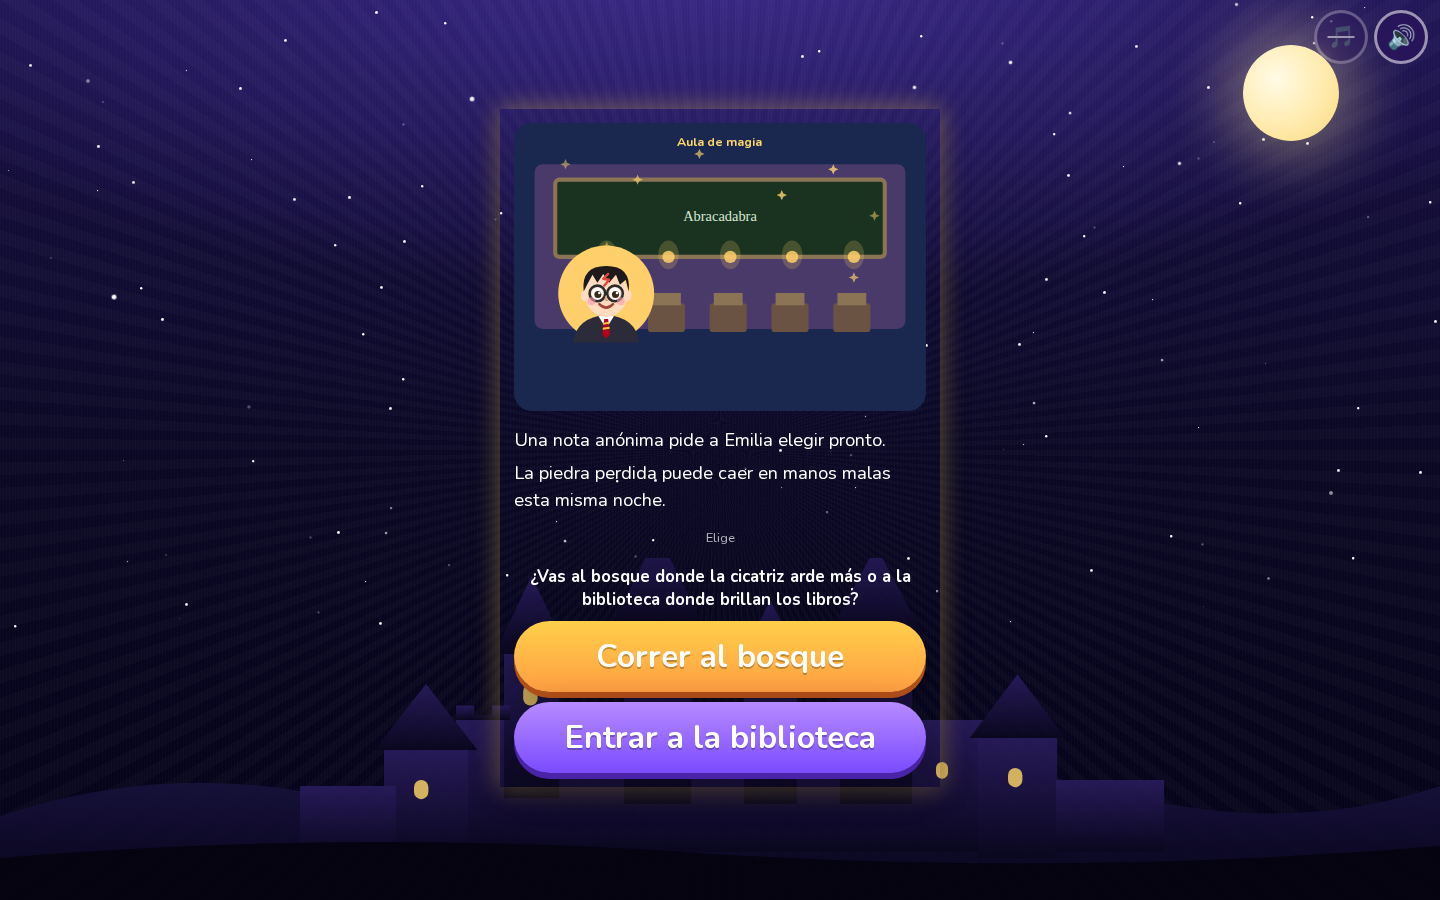 Aula de magia
Abracadabra
Una nota anónima pide a Emilia elegir pronto.
La piedra perdida puede caer en manos malas
esta misma noche.
Elige
¿Vas al bosque donde la cicatriz arde más o a la
biblioteca donde brillan los libros?
Correr al bosque
Entrar a la biblioteca